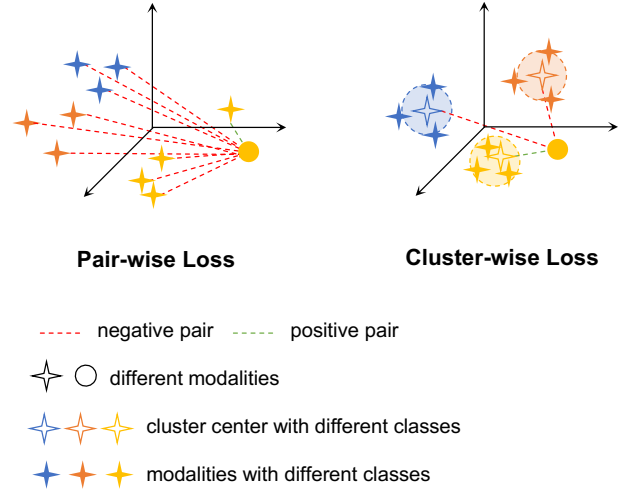 Pair-wise Loss
Cluster-wise Loss
negative pair
positive pair
different modalities
cluster center with different classes
modalities with different classes